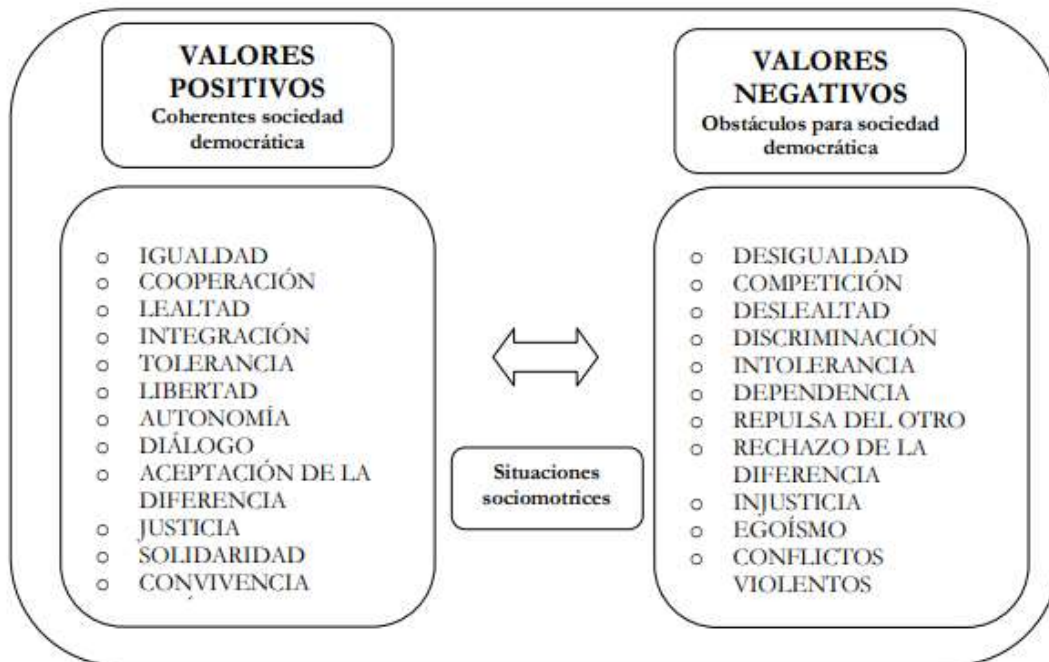 VALORES
POSITIVOS
Coherentes sociedad
democrática
VALORES
NEGATIVOS
Obstáculos para sociedad
democrática
o IGUALDAD
o COOPERACIÓN
o LEALTAD
o INTEGRACIÓN
o TOLERANCIA
o LIBERTAD
o AUTONOMÍA
o DIÁLOGO
o ACEPTACIÓN DE LA
DIFERENCIA
o JUSTICIA
o SOLIDARIDAD
o CONVIVENCIA
Situaciones
sociomotrices
o DESIGUALDAD
o COMPETICIÓN
o DESLEALTAD
o DISCRIMINACIÓN
o INTOLERANCIA
o DEPENDENCIA
o REPULSA DEL OTRO
o RECHAZO DE LA
DIFERENCIA
o INJUSTICIA
o EGOÍSMO
o CONFLICTOS
VIOLENTOS